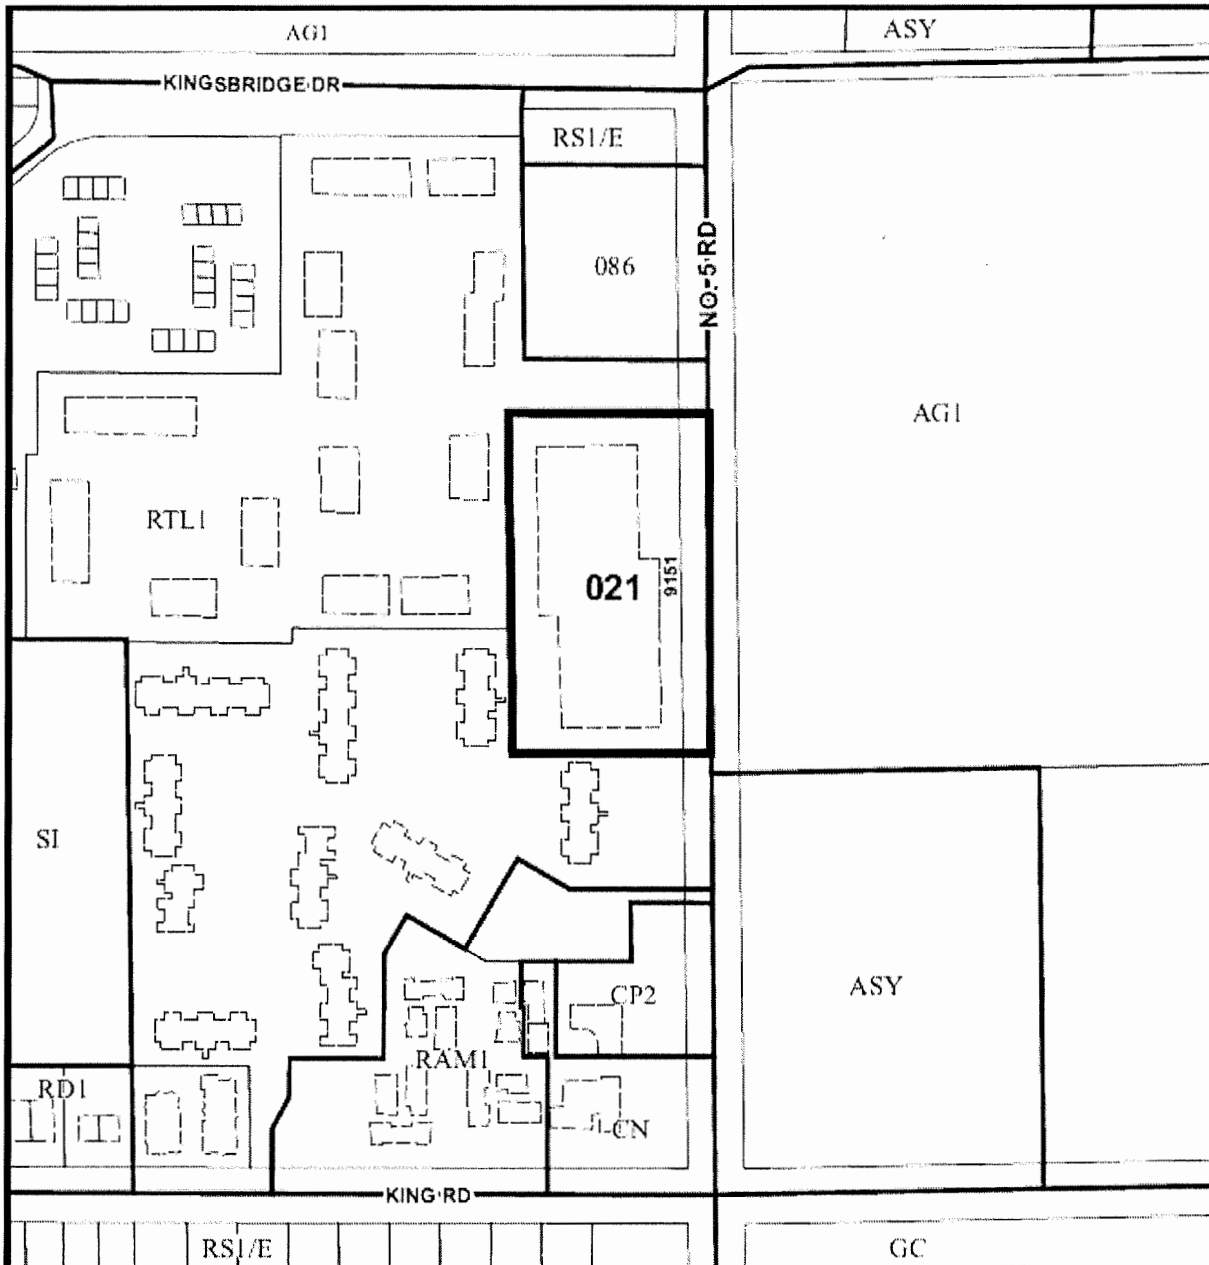 AG1
ASY
KINGSBRIDGE DR
RS1/E
NO. 5 RD
086
AG1
RTL1
021
9151
SI
ASY
CP2
RAM1
RD1
CN
KING RD
RS1/E
GC